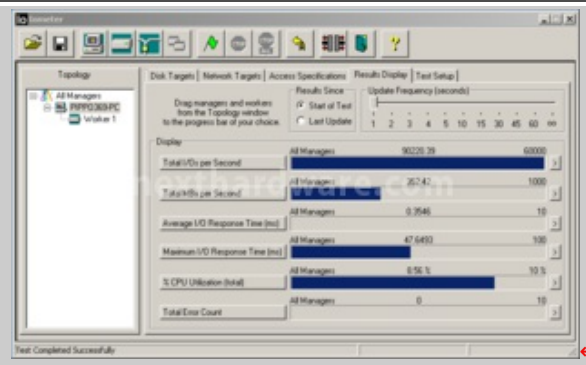 Iometer
Topology
All Managers
PIPPO369-PC
Worker 1
Disk Targets
Network Targets
Access Specifications
Results Display
Test Setup
Drag managers and workers
from the Topology window
to the progress bar of your choice.
Results Since
Start of Test
Last Update
Update Frequency (seconds)
1 2 3 4 5 10 15 30 45 60 ∞
Display
All Managers 90220.39 60000
Total I/Os per Second
All Managers 352.42 1000
Total MBs per Second
nexthardware.com
All Managers 0.3546 10
Average I/O Response Time (ms)
All Managers 47.6493 100
Maximum I/O Response Time (ms)
All Managers 8.56 % 10 %
% CPU Utilization (total)
All Managers 0 10
Total Error Count
Test Completed Successfully